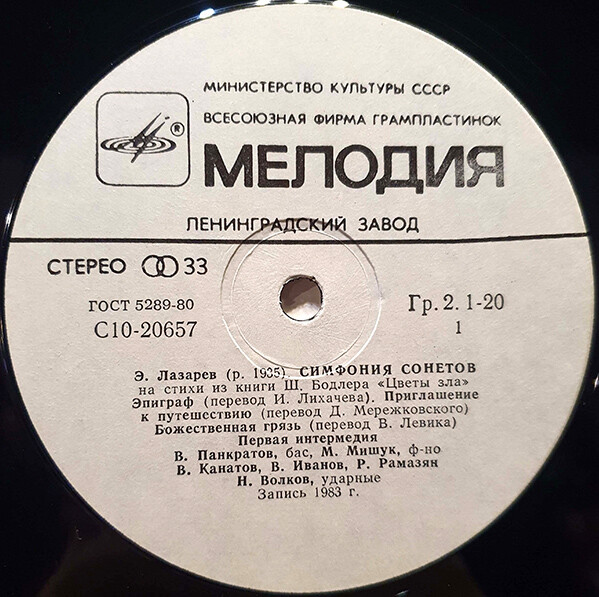 МИНИСТЕРСТВО КУЛЬТУРЫ СССР
ВСЕСОЮЗНАЯ ФИРМА ГРАМПЛАСТИНОК
®
МЕЛОДИЯ
ЛЕНИНГРАДСКИЙ ЗАВОД
СТЕРЕО 33
ГОСТ 5289-80
С10-20657
Гр. 2. 1-20
1
Э. Лазарев (р. 1935). СИМФОНИЯ СОНЕТОВ
на стихи из книги Ш. Бодлера «Цветы зла»
Эпиграф (перевод И. Лихачева). Приглашение
к путешествию (перевод Д. Мережковского)
Божественная грязь (перевод В. Левика)
Первая интермедия
В. Панкратов, бас, М. Мишук, ф-но
В. Канатов, В. Иванов, Р. Рамазян
Н. Волков, ударные
Запись 1983 г.